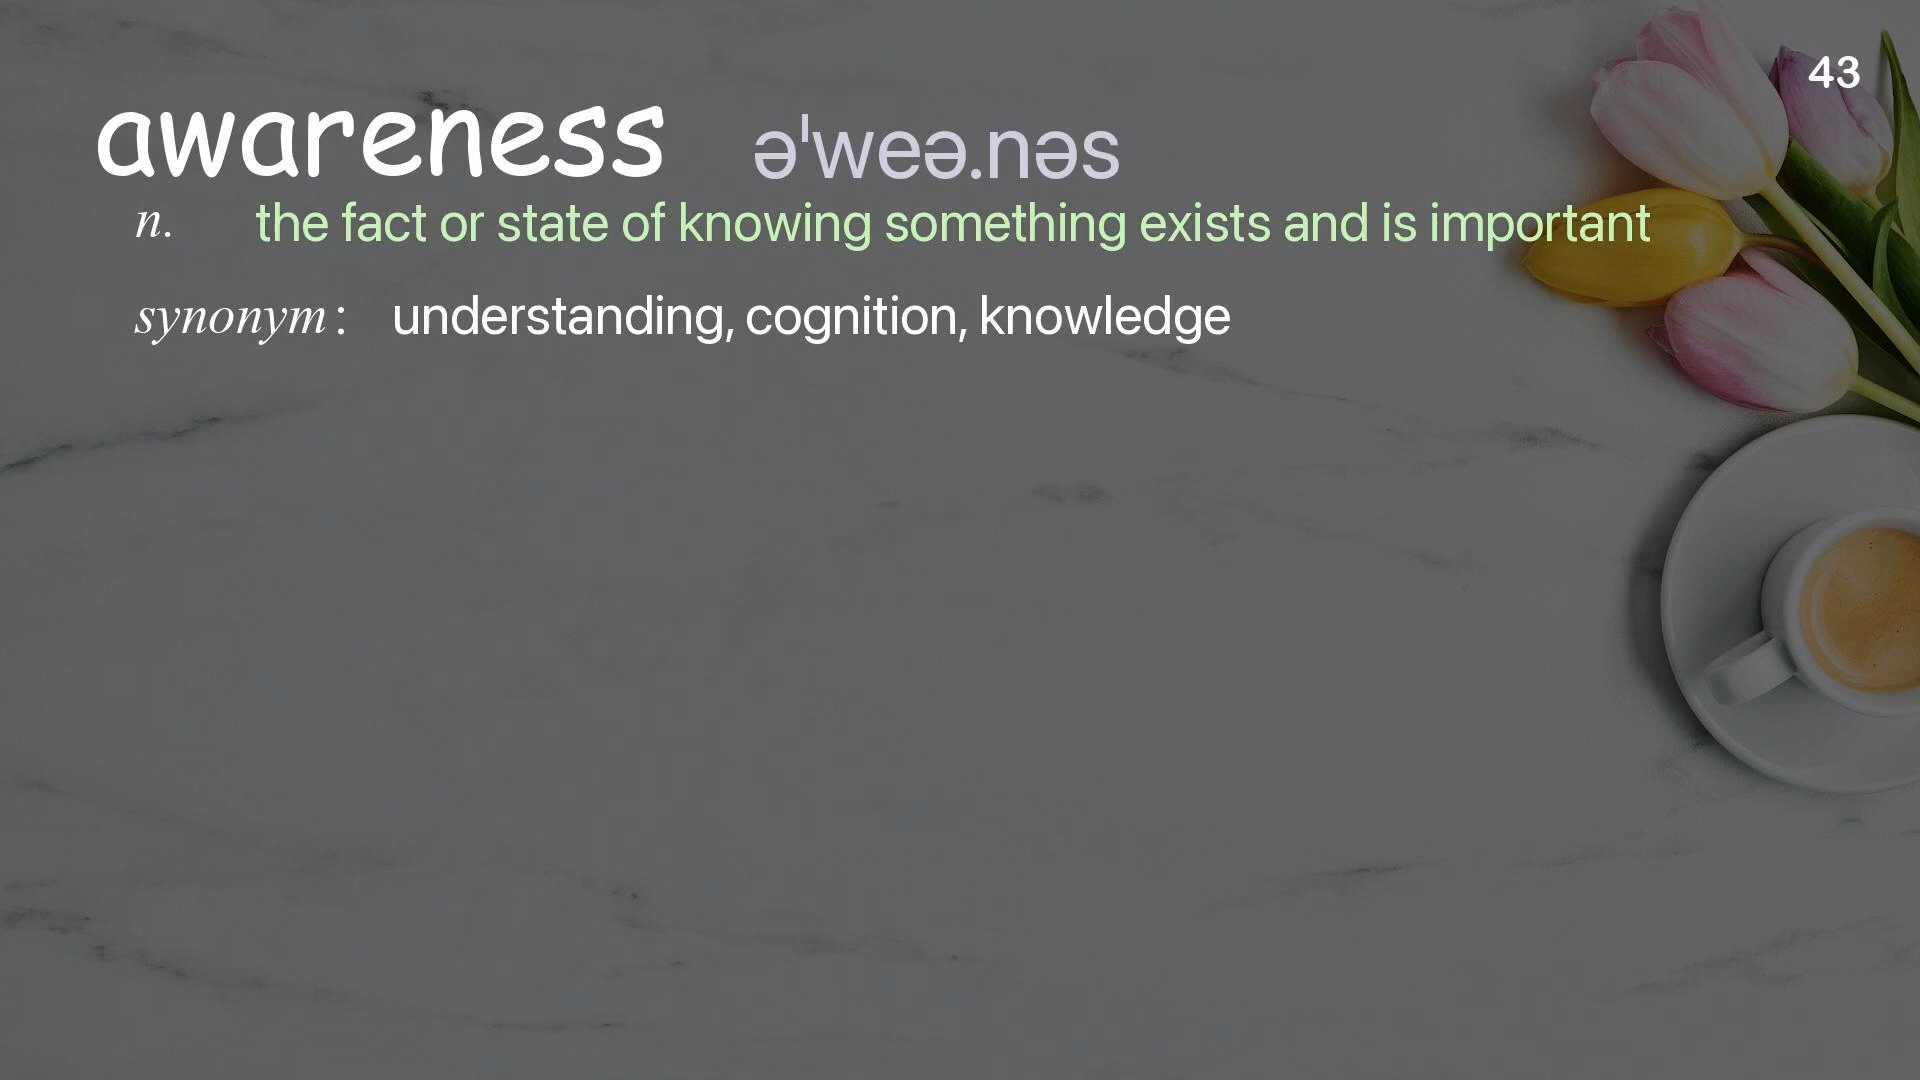 43
awareness əˈweə.nəs
n. the fact or state of knowing something exists and is important
synonym: understanding, cognition, knowledge